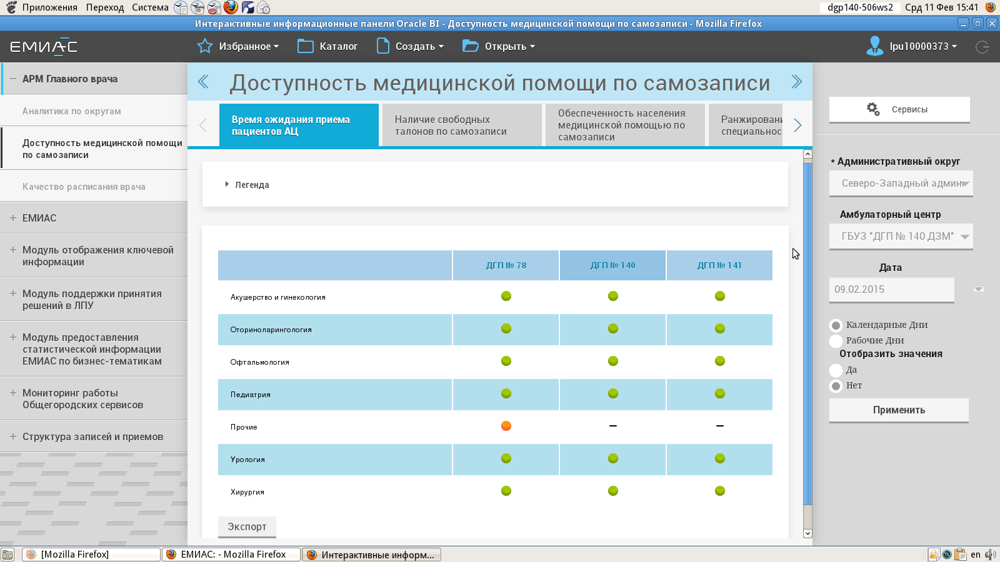 Приложения Переход Система
dgp140-506ws2 Срд 11 Фев 15:41
Интерактивные информационные панели Oracle BI - Доступность медицинской помощи по самозаписи - Mozilla Firefox
ЕМИАС
Избранное
Каталог
Создать
Открыть
lpu10000373
АРМ Главного врача
Аналитика по округам
Доступность медицинской помощи
по самозаписи
Качество расписания врача
ЕМИАС
Модуль отображения ключевой
информации
Модуль поддержки принятия
решений в ЛПУ
Модуль предоставления
статистической информации
ЕМИАС по бизнес-тематикам
Мониторинг работы
Общегородских сервисов
Структура записей и приемов
Доступность медицинской помощи по самозаписи
Время ожидания приема
пациентов АЦ
Наличие свободных
талонов по самозаписи
Обеспеченность населения
медицинской помощью по
самозаписи
Ранжировани
специальнос
Легенда
ДГП № 78 ДГП № 140 ДГП № 141
Акушерство и гинекология
Оториноларингология
Офтальмология
Педиатрия
Прочие – –
Урология
Хирургия
Экспорт
Сервисы
* Административный округ
Северо-Западный админ
Амбулаторный центр
ГБУЗ "ДГП № 140 ДЗМ"
Дата
09.02.2015
Календарные Дни
Рабочие Дни
Отобразить значения
Да
Нет
Применить
[Mozilla Firefox]
ЕМИАС: - Mozilla Firefox
Интерактивные информ...
en